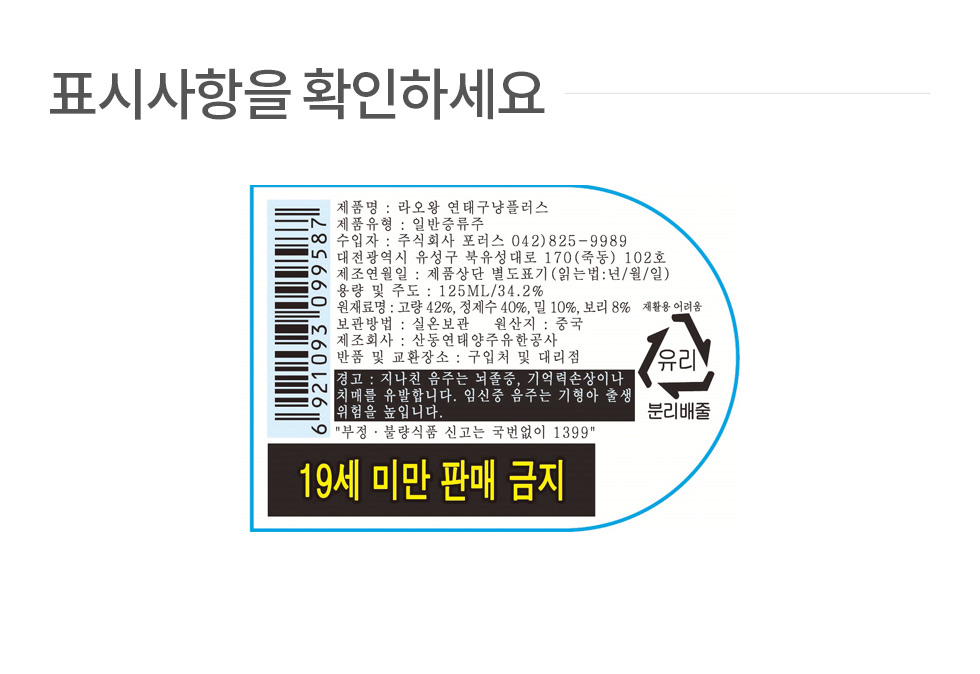 표시사항을 확인하세요
제품명 : 라오왕 연태구냥플러스
제품유형 : 일반증류주
수입자 : 주식회사 포러스 042)825-9989
대전광역시 유성구 북유성대로 170(죽동) 102호
제조연월일 : 제품상단 별도표기(읽는법:년/월/일)
용량 및 주도 : 125ML/34.2%
원재료명 : 고량 42%, 정제수 40%, 밀 10%, 보리 8%
보관방법 : 실온보관 원산지 : 중국
제조회사 : 산동연태양주유한공사
반품 및 교환장소 : 구입처 및 대리점
재활용 어려움
유리
분리배출
경고 : 지나친 음주는 뇌졸중, 기억력손상이나
치매를 유발합니다. 임신중 음주는 기형아 출생
위험을 높입니다.
"부정 · 불량식품 신고는 국번없이 1399"
6 921093 099587
19세 미만 판매 금지